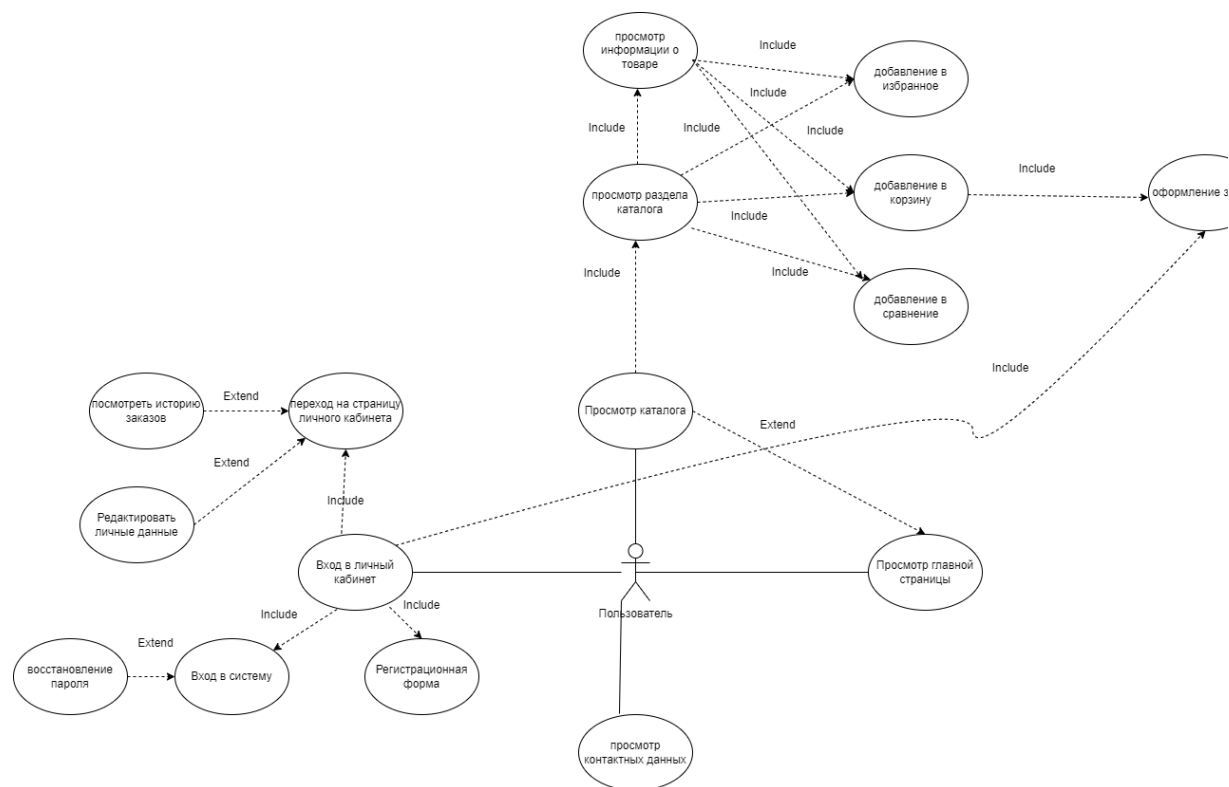 просмотр
информации о
товаре
Include
добавление в
избранное
Include
Include
Include
Include
просмотр раздела
каталога
добавление в
корзину
Include
оформление з
Include
Include
Include
добавление в
сравнение
Include
посмотреть историю
заказов
Extend
переход на страницу
личного кабинета
Просмотр каталога
Extend
Extend
Редактировать
личные данные
Include
Вход в личный
кабинет
Просмотр главной
страницы
Пользователь
Include
Include
Extend
восстановление
пароля
Вход в систему
Регистрационная
форма
просмотр
контактных данных